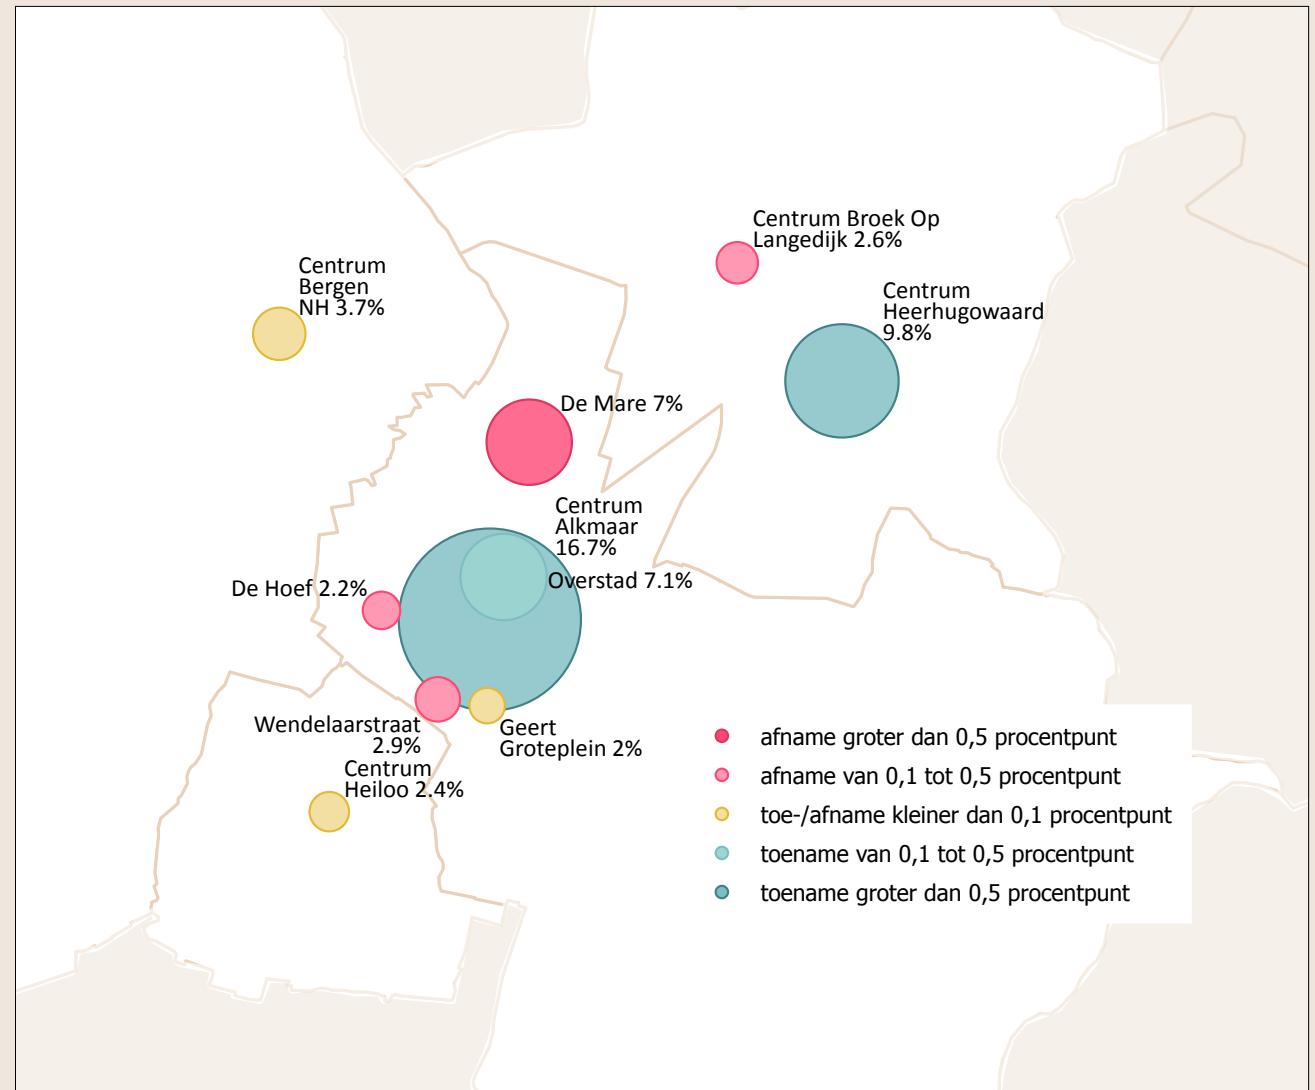 Centrum Broek Op
Langedijk 2.6%
Centrum
Bergen
NH 3.7%
Centrum
Heerhugowaard
9.8%
De Mare 7%
Centrum
Alkmaar
16.7%
Overstad 7.1%
De Hoef 2.2%
Wendelaarstraat
2.9%
Geert
Groteplein 2%
Centrum
Heiloo 2.4%
afname groter dan 0,5 procentpunt
afname van 0,1 tot 0,5 procentpunt
toe-/afname kleiner dan 0,1 procentpunt
toename van 0,1 tot 0,5 procentpunt
toename groter dan 0,5 procentpunt